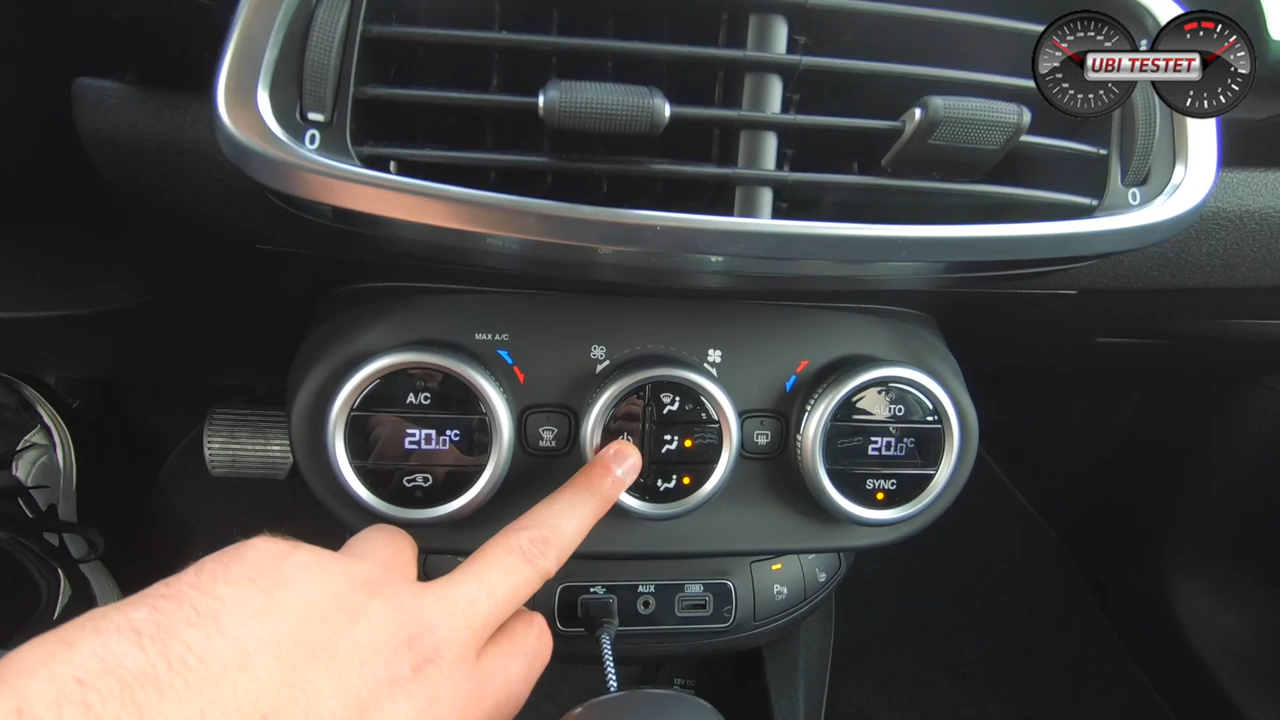 UBI TESTET
0
0
MAX A/C
A/C
20.0°C
MAX
AUTO
20.0°C
SYNC
AUX
USB
P
OFF
12V DC